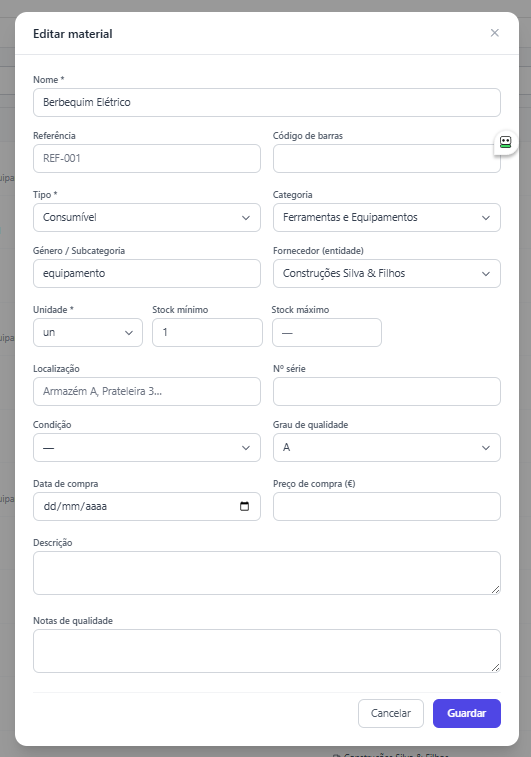 Editar material ×
Nome *
Berbequim Elétrico
Referência Código de barras
REF-001
Tipo * Categoria
Consumível Ferramentas e Equipamentos
Género / Subcategoria Fornecedor (entidade)
equipamento Construções Silva & Filhos
Unidade * Stock mínimo Stock máximo
un 1 —
Localização Nº série
Armazém A, Prateleira 3...
Condição Grau de qualidade
— A
Data de compra Preço de compra (€)
dd/mm/aaaa
Descrição
Notas de qualidade
Cancelar Guardar